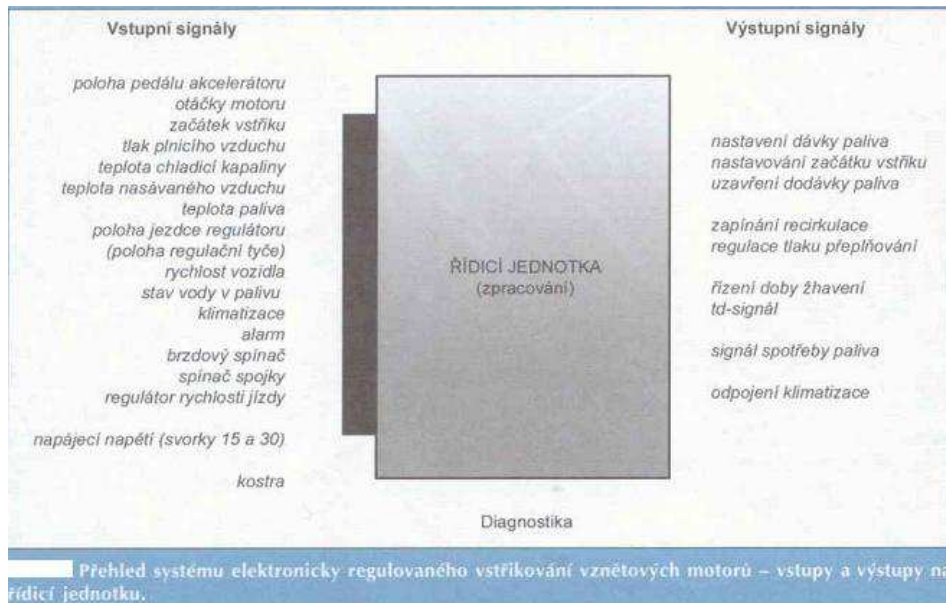 Vstupní signály
Výstupní signály
poloha pedálu akcelerátoru
otáčky motoru
začátek vstřiku
tlak plnicího vzduchu
teplota chladicí kapaliny
teplota nasávaného vzduchu
teplota paliva
poloha jezdce regulátoru
(poloha regulační tyče)
rychlost vozidla
stav vody v palivu
klimatizace
alarm
brzdový spínač
spínač spojky
regulátor rychlosti jízdy
napájecí napětí (svorky 15 a 30)
kostra
ŘÍDICÍ JEDNOTKA
(zpracování)
nastavení dávky paliva
nastavování začátku vstřiku
uzavření dodávky paliva
zapínání recirkulace
regulace tlaku přeplňování
řízení doby žhavení
td-signál
signál spotřeby paliva
odpojení klimatizace
Diagnostika
Přehled systému elektronicky regulovaného vstřikování vznětových motorů – vstupy a výstupy na
řídicí jednotku.